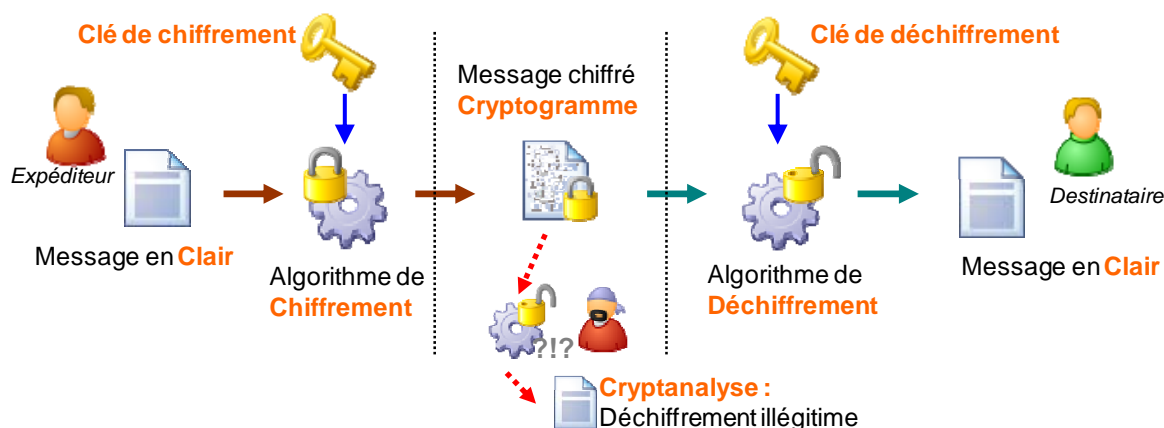 Clé de chiffrement
Clé de déchiffrement
Message chiffré
Cryptogramme
Expéditeur
Destinataire
Message en Clair
Algorithme de
Chiffrement
Algorithme de
Déchiffrement
Message en Clair
?!?
Cryptanalyse :
Déchiffrement illégitime